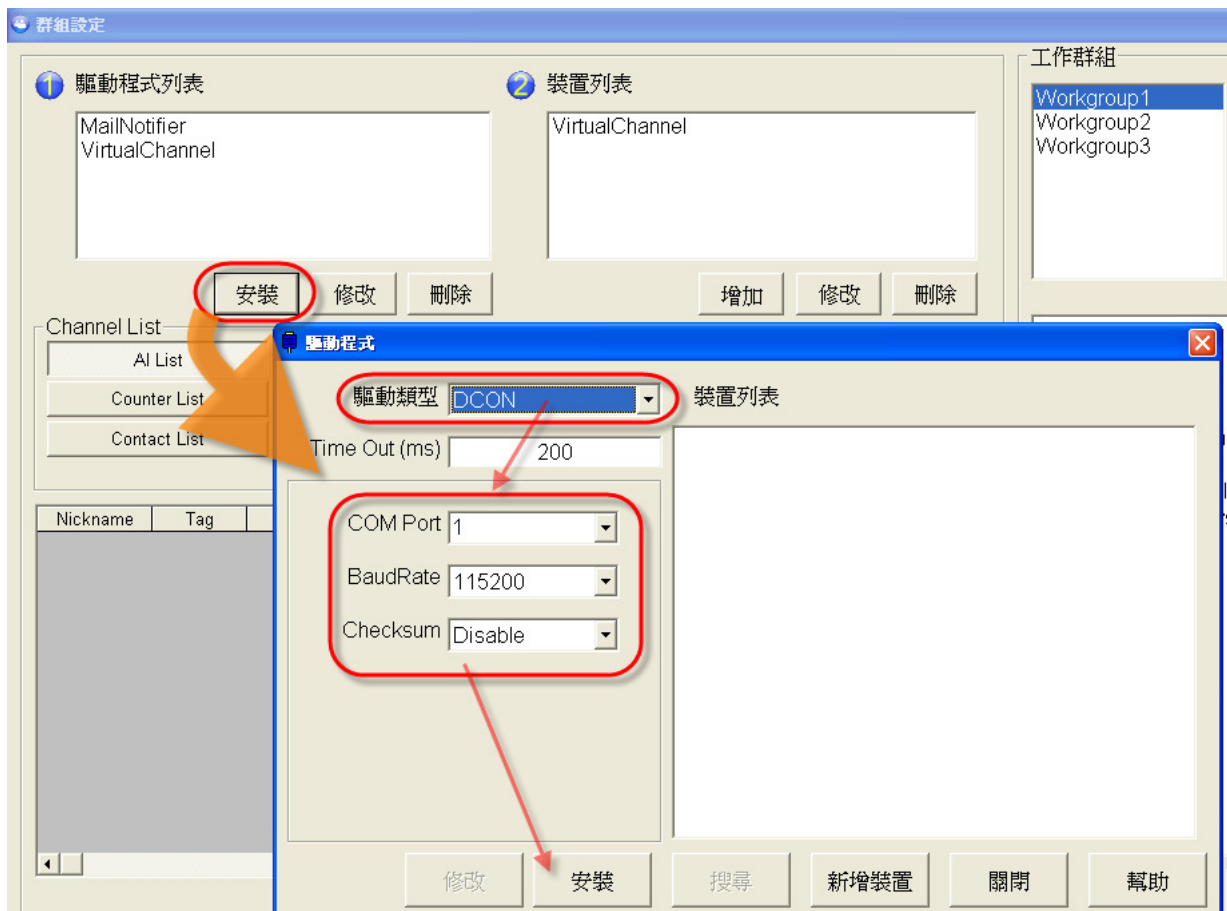 群組設定
1 驅動程式列表
MailNotifier
VirtualChannel
安裝 修改 刪除
2 裝置列表
VirtualChannel
增加 修改 刪除
工作群組
Workgroup1
Workgroup2
Workgroup3
Channel List
AI List
Counter List
Contact List
Nickname Tag
驅動程式
驅動類型 DCON
Time Out (ms) 200
COM Port 1
BaudRate 115200
Checksum Disable
裝置列表
修改 安裝 搜尋 新增裝置 關閉 幫助